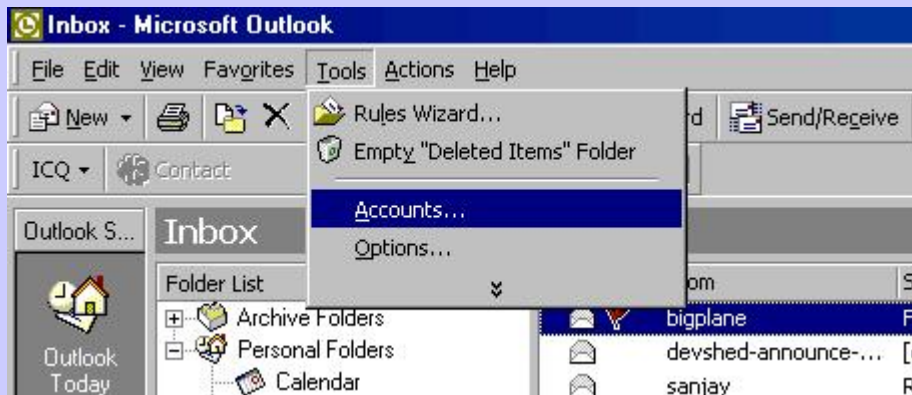 Inbox - Microsoft Outlook
File Edit View Favorites Tools Actions Help
New Send/Receive
Rules Wizard...
Empty "Deleted Items" Folder
ICQ Contact
Accounts...
Outlook S... Inbox
Options...
Folder List
Archive Folders bigplane
Outlook Today
Personal Folders devshed-announce-...
Calendar sanjay